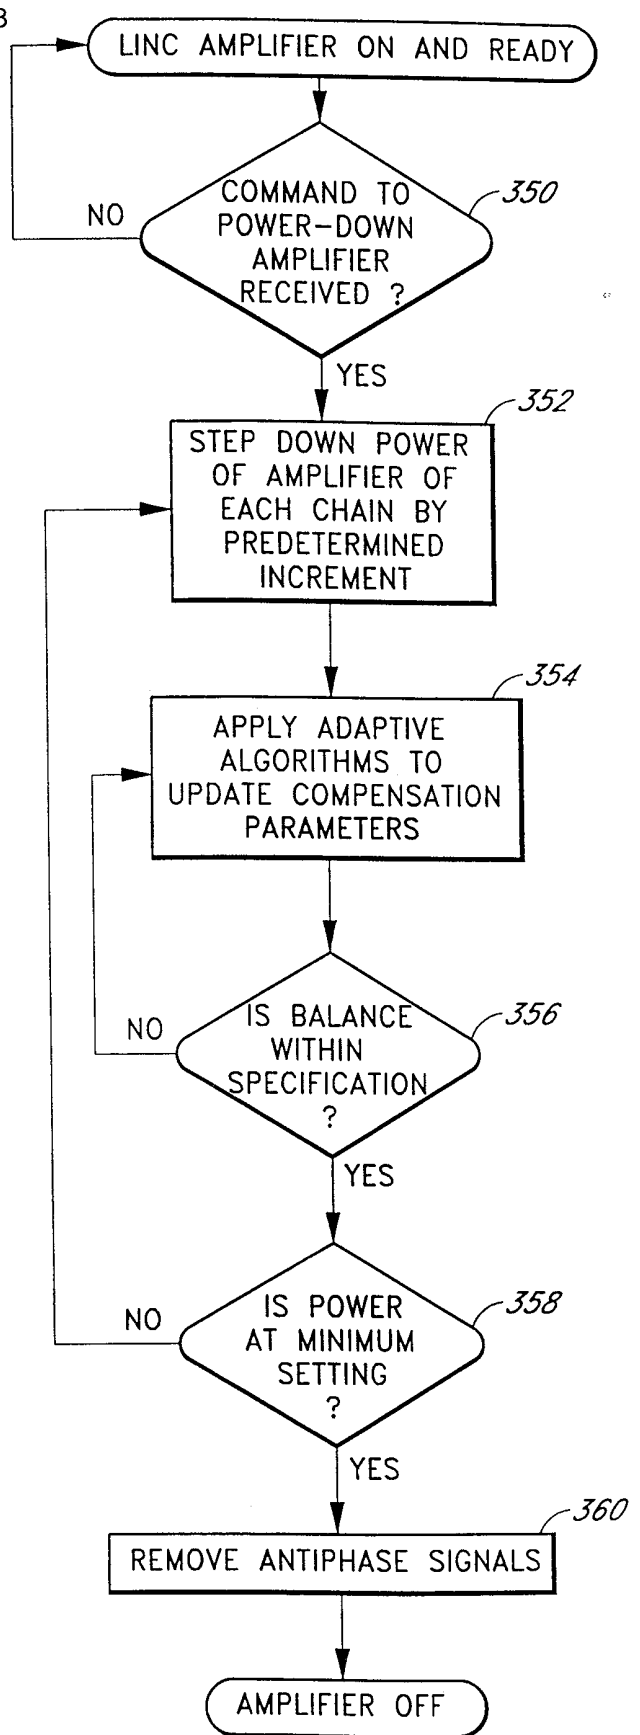 B
LINC AMPLIFIER ON AND READY
350
COMMAND TO
POWER-DOWN
AMPLIFIER
RECEIVED ?
NO
YES
352
STEP DOWN POWER
OF AMPLIFIER OF
EACH CHAIN BY
PREDETERMINED
INCREMENT
354
APPLY ADAPTIVE
ALGORITHMS TO
UPDATE COMPENSATION
PARAMETERS
356
IS BALANCE
WITHIN
SPECIFICATION
?
NO
YES
358
IS POWER
AT MINIMUM
SETTING
?
NO
YES
360
REMOVE ANTIPHASE SIGNALS
AMPLIFIER OFF